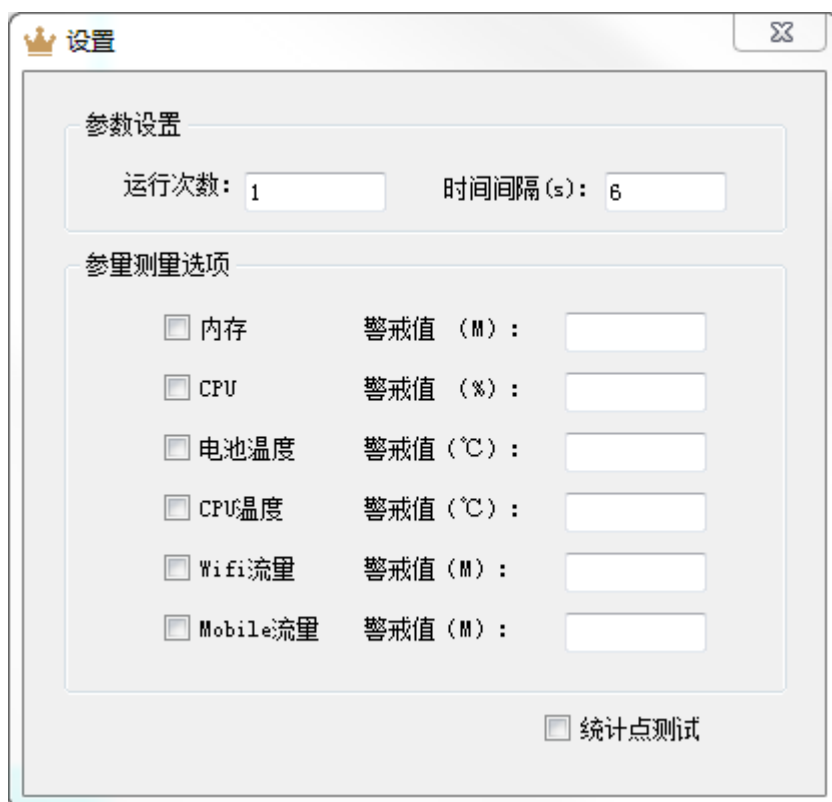 设置
参数设置
运行次数: 1 时间间隔(s): 6
参量测量选项
内存 警戒值 (M):
CPU 警戒值 (%):
电池温度 警戒值(℃):
CPU温度 警戒值(℃):
Wifi流量 警戒值(M):
Mobile流量 警戒值(M):
统计点测试